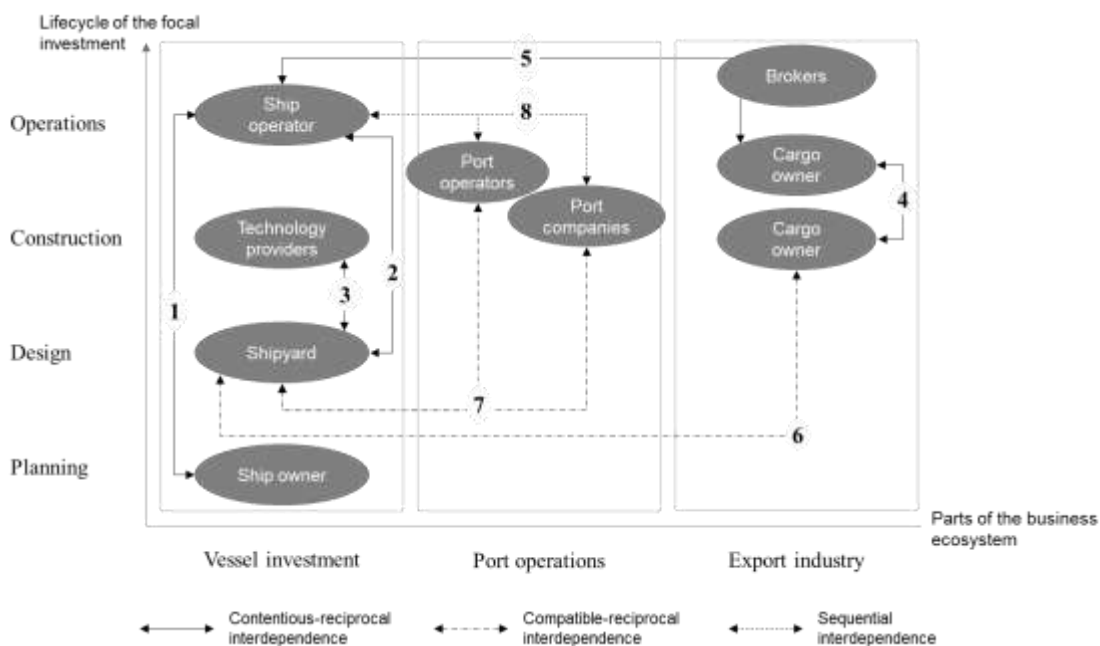 Lifecycle of the focal
investment
5
Brokers
Ship
operator
8
Operations
Port
operators
Cargo
owner
4
Port
companies
Construction
Technology
providers
Cargo
owner
2
3
1
Design
Shipyard
7
6
Planning
Ship owner
Parts of the business
ecosystem
Vessel investment
Port operations
Export industry
Contentious-reciprocal
interdependence
Compatible-reciprocal
interdependence
Sequential
interdependence